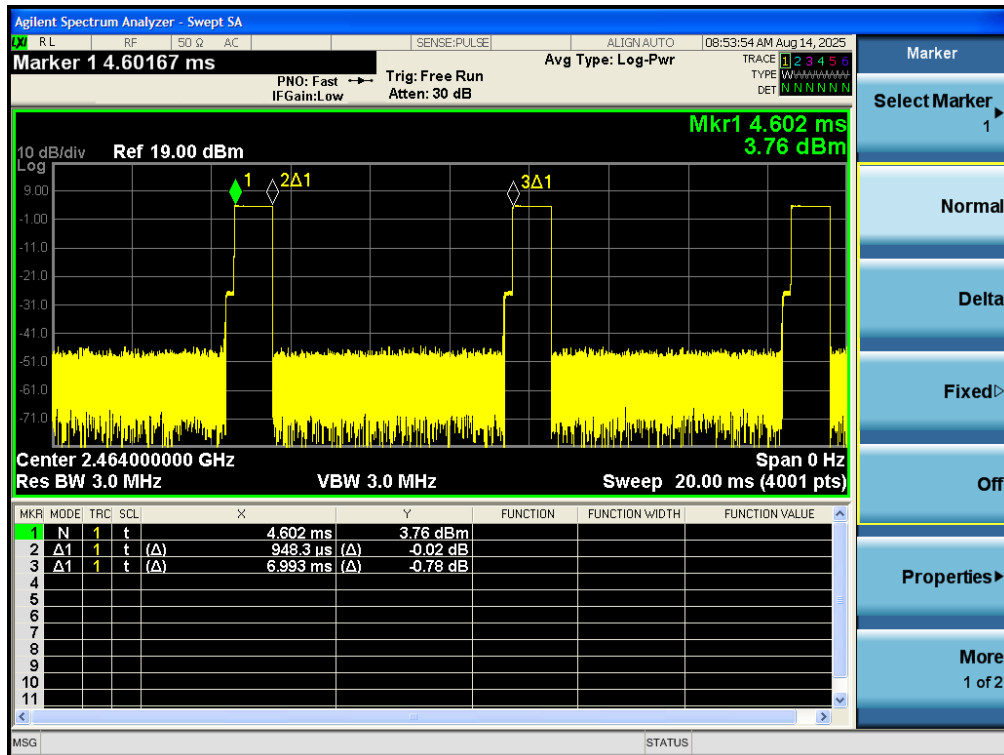 Agilent Spectrum Analyzer - Swept SA
LXI RL RF 50 Ω AC SENSE:PULSE ALIGNAUTO 08:53:54 AM Aug 14, 2025
Marker 1 4.60167 ms
PNO: Fast
IFGain:Low
Trig: Free Run
Atten: 30 dB
Avg Type: Log-Pwr
TRACE 1 2 3 4 5 6
TYPE WWWWWW
DET N N N N N N
Mkr1 4.602 ms
3.76 dBm
10 dB/div Ref 19.00 dBm
Log
1
2Δ1
3Δ1
9.00
-1.00
-11.0
-21.0
-31.0
-41.0
-51.0
-61.0
-71.0
Center 2.464000000 GHz Span 0 Hz
Res BW 3.0 MHz VBW 3.0 MHz Sweep 20.00 ms (4001 pts)
MKR MODE TRC SCL X Y FUNCTION FUNCTION WIDTH FUNCTION VALUE
1 N 1 t 4.602 ms 3.76 dBm
2 Δ1 1 t (Δ) 948.3 µs (Δ) -0.02 dB
3 Δ1 1 t (Δ) 6.993 ms (Δ) -0.78 dB
4
5
6
7
8
9
10
11
MSG STATUS
Marker
Select Marker
1
Normal
Delta
Fixed
Off
Properties
More
1 of 2